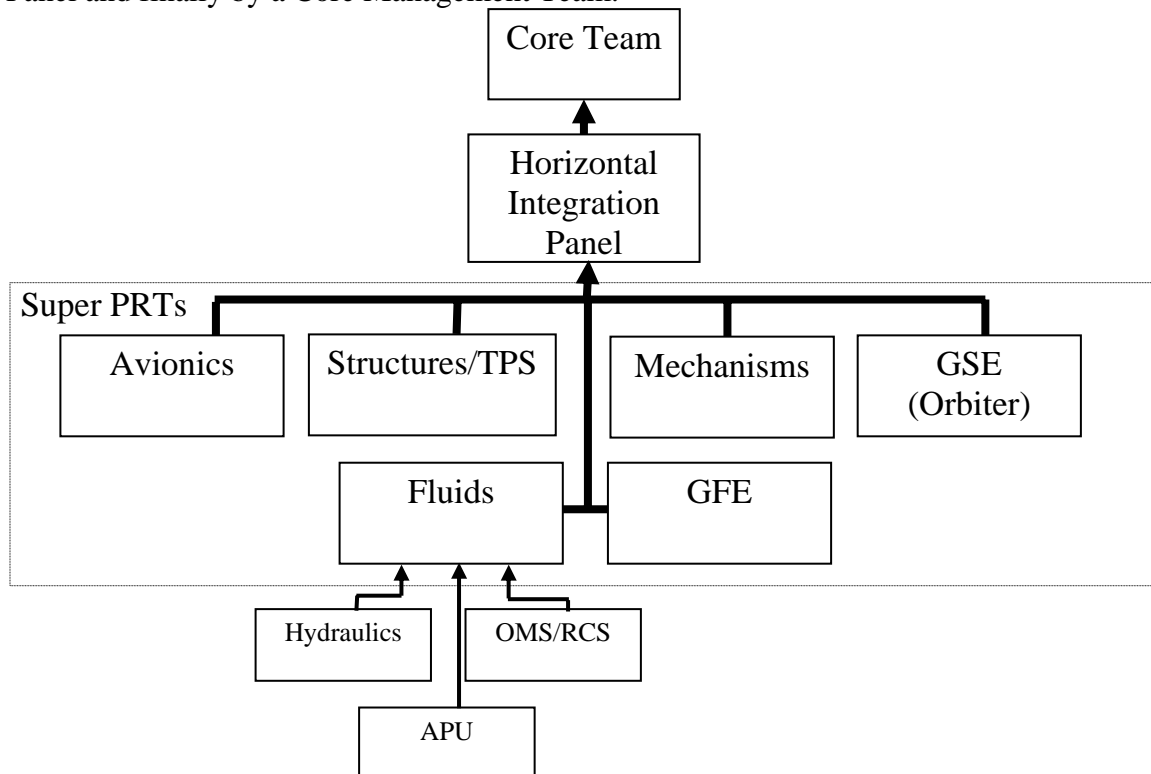 Panel and finally by a Core Management Team.
Core Team
Horizontal
Integration
Panel
Super PRTs
Avionics
Structures/TPS
Mechanisms
GSE
(Orbiter)
Fluids
GFE
Hydraulics
OMS/RCS
APU